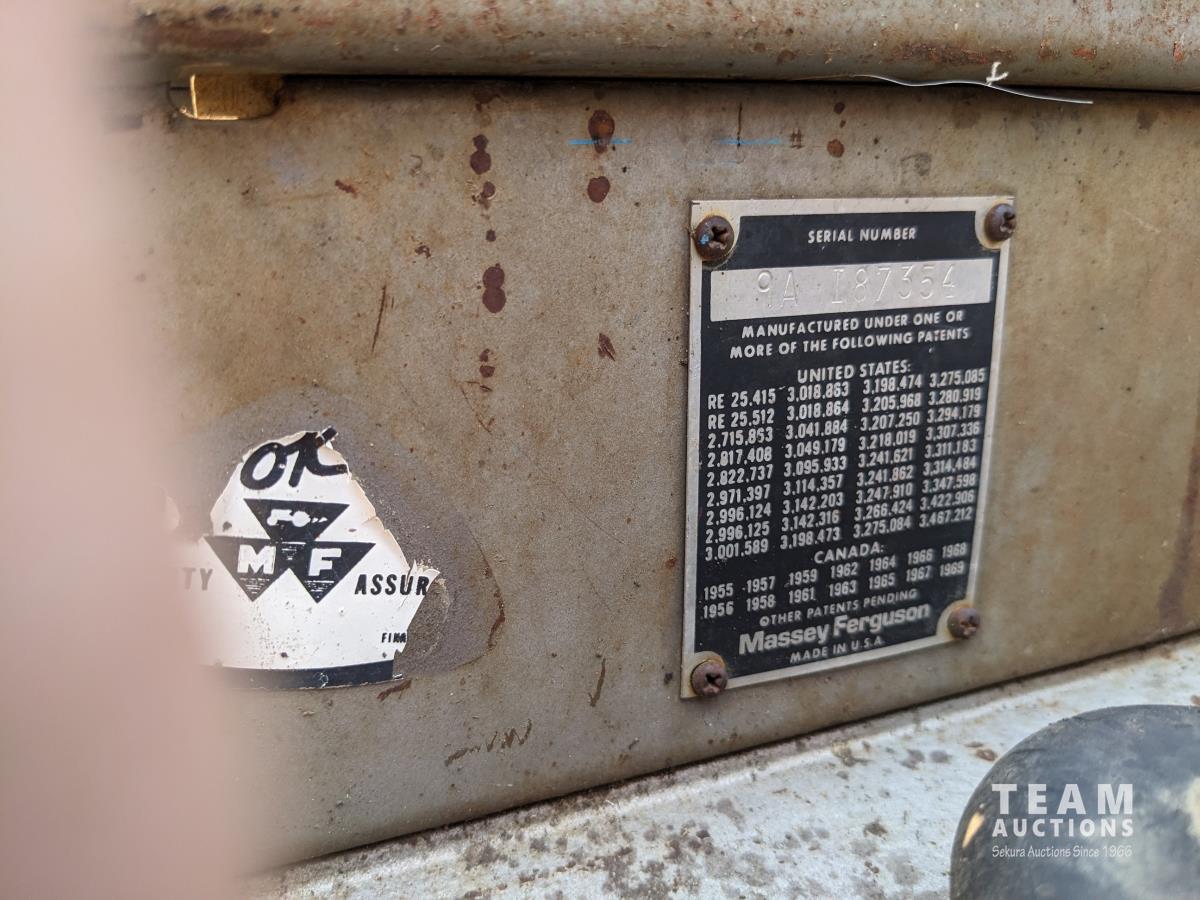 SERIAL NUMBER
9A 187354
MANUFACTURED UNDER ONE OR
MORE OF THE FOLLOWING PATENTS
UNITED STATES:
RE 25.415 3,018,863 3,198,474 3,275,085
RE 25.512 3,018,864 3,205,968 3,280,919
2,715,863 3,041,884 3,207,250 3,294,179
2,817,408 3,049,179 3,218,019 3,307,336
2,822,737 3,095,933 3,241,621 3,311,183
2,971,397 3,114,357 3,241,862 3,314,484
2,996,124 3,142,203 3,247,910 3,347,598
2,996,125 3,142,316 3,266,424 3,422,906
3,001,589 3,198,473 3,275,084 3,467,212
CANADA:
1955 1957 1959 1962 1964 1966 1968
1956 1958 1961 1963 1965 1967 1969
OTHER PATENTS PENDING
Massey Ferguson
MADE IN U.S.A.
OK
M F
TY ASSUR
FINA
TEAM
AUCTIONS
Sekura Auctions Since 1966